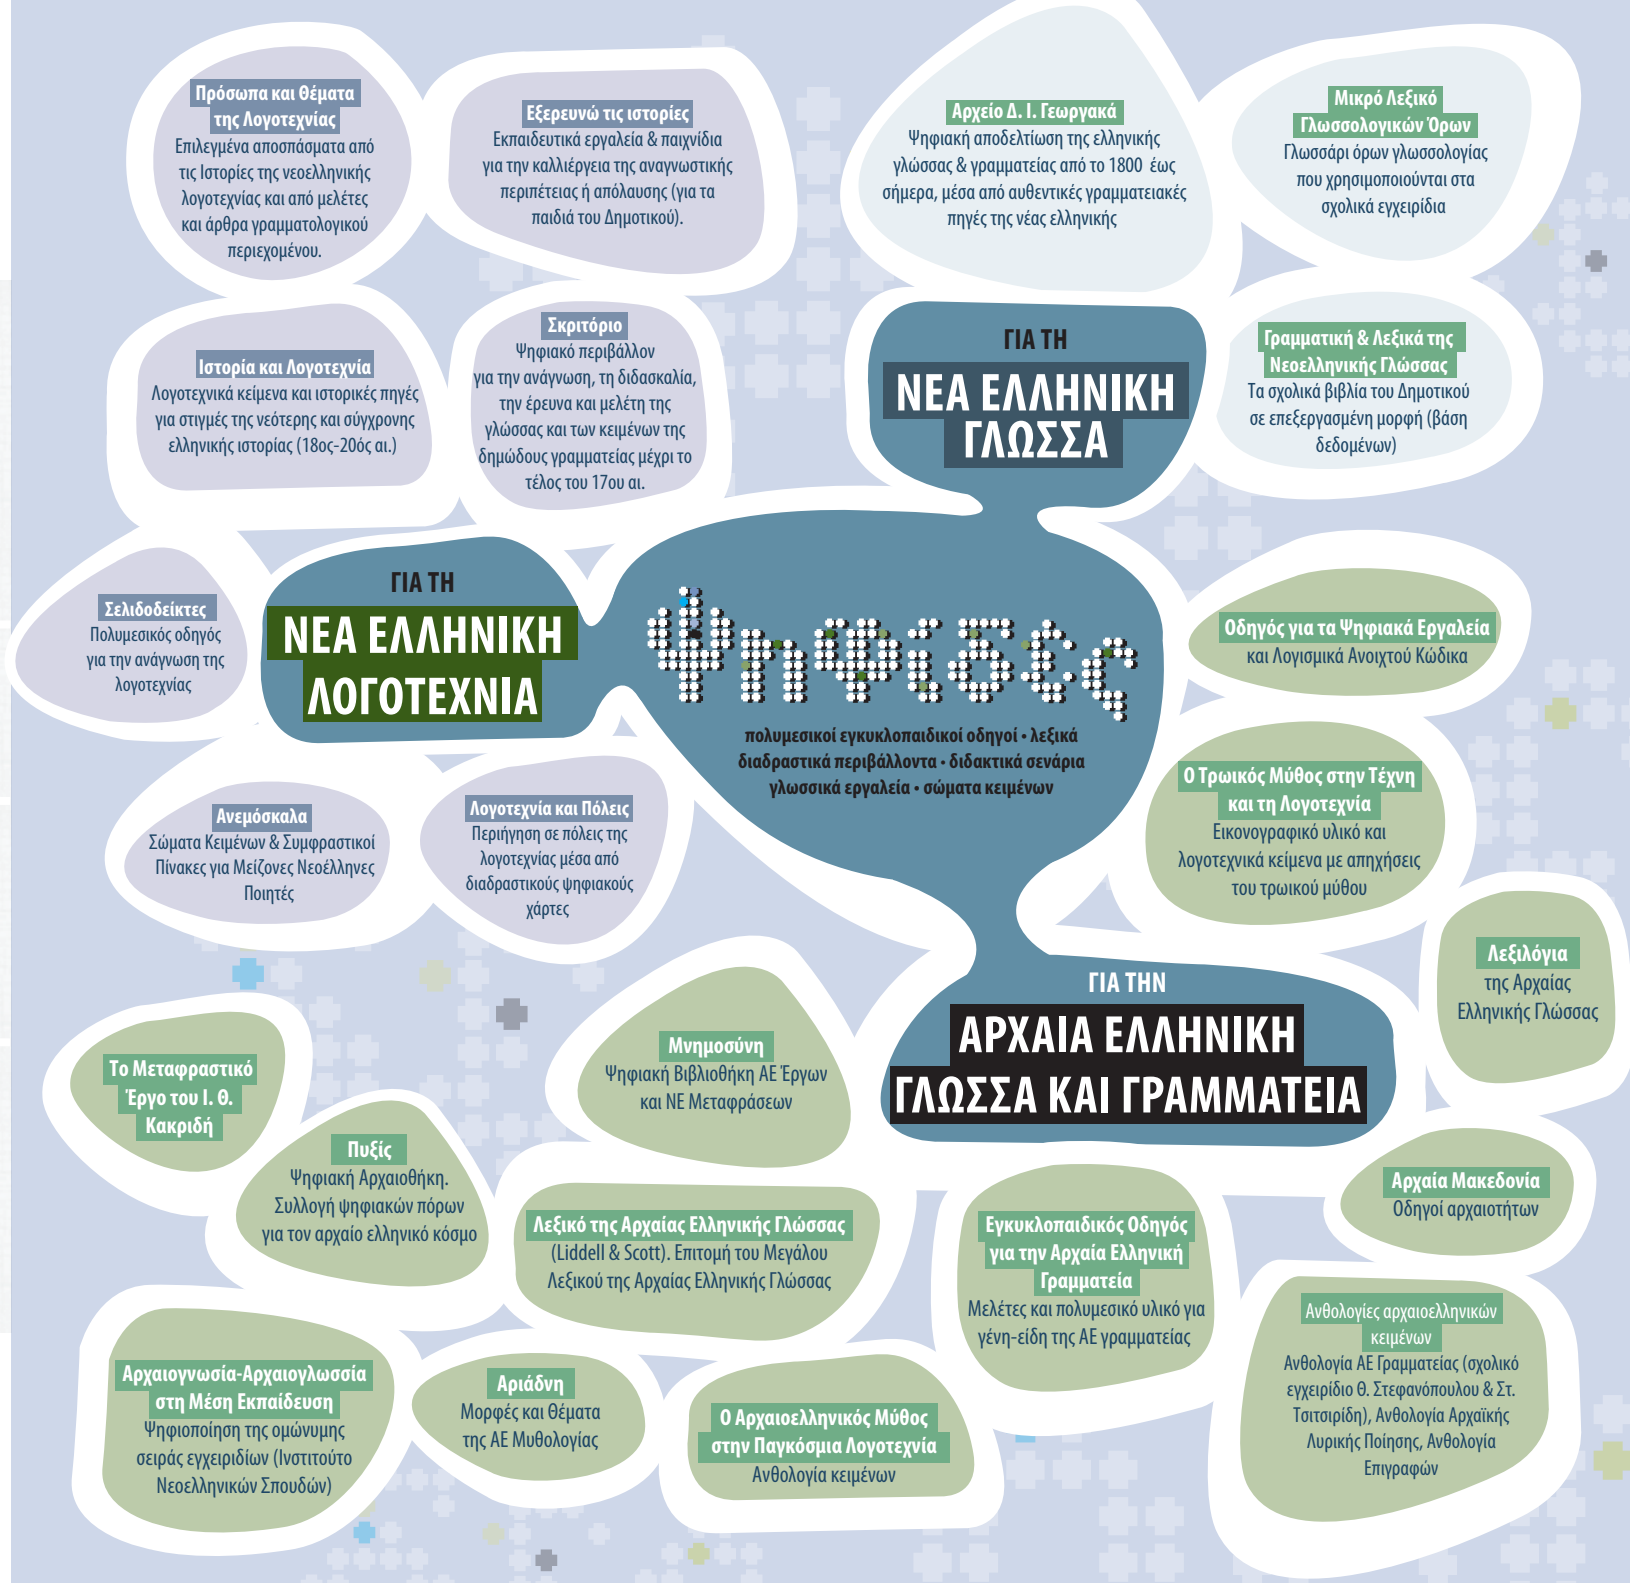 Πρόσωπα και Θέματα
της Λογοτεχνίας
Επιλεγμένα αποσπάσματα από
τις Ιστορίες της νεοελληνικής
λογοτεχνίας και από μελέτες
και άρθρα γραμματολογικού
περιεχομένου.
Εξερευνώ τις ιστορίες
Εκπαιδευτικά εργαλεία & παιχνίδια
για την καλλιέργεια της αναγνωστικής
περιπέτειας ή απόλαυσης (για τα
παιδιά του Δημοτικού).
Αρχείο Δ. Ι. Γεωργακά
Ψηφιακή αποδελτίωση της ελληνικής
γλώσσας & γραμματείας από το 1800 έως
σήμερα, μέσα από αυθεντικές γραμματειακές
πηγές της νέας ελληνικής
Μικρό Λεξικό
Γλωσσολογικών Όρων
Γλωσσάρι όρων γλωσσολογίας
που χρησιμοποιούνται στα
σχολικά εγχειρίδια
Ιστορία και Λογοτεχνία
Λογοτεχνικά κείμενα και ιστορικές πηγές
για στιγμές της νεότερης και σύγχρονης
ελληνικής ιστορίας (18ος-20ός αι.)
Σκριτόριο
Ψηφιακό περιβάλλον
για την ανάγνωση, τη διδασκαλία,
την έρευνα και μελέτη της
γλώσσας και των κειμένων της
δημώδους γραμματείας μέχρι το
τέλος του 17ου αι.
ΓΙΑ ΤΗ
ΝΕΑ ΕΛΛΗΝΙΚΗ
ΓΛΩΣΣΑ
Γραμματική & Λεξικά της
Νεοελληνικής Γλώσσας
Τα σχολικά βιβλία του Δημοτικού
σε επεξεργασμένη μορφή (βάση
δεδομένων)
Σελιδοδείκτες
Πολυμεσικός οδηγός
για την ανάγνωση της
λογοτεχνίας
ΓΙΑ ΤΗ
ΝΕΑ ΕΛΛΗΝΙΚΗ
ΛΟΓΟΤΕΧΝΙΑ
ψηφίδες
πολυμεσικοί εγκυκλοπαιδικοί οδηγοί • λεξικά
διαδραστικά περιβάλλοντα • διδακτικά σενάρια
γλωσσικά εργαλεία • σώματα κειμένων
Οδηγός για τα Ψηφιακά Εργαλεία
και Λογισμικά Ανοιχτού Κώδικα
Ο Τρωικός Μύθος στην Τέχνη
και τη Λογοτεχνία
Εικονογραφικό υλικό και
λογοτεχνικά κείμενα με απηχήσεις
του τρωικού μύθου
Ανεμόσκαλα
Σώματα Κειμένων & Συμφραστικοί
Πίνακες για Μείζονες Νεοέλληνες
Ποιητές
Λογοτεχνία και Πόλεις
Περιήγηση σε πόλεις της
λογοτεχνίας μέσα από
διαδραστικούς ψηφιακούς
χάρτες
Λεξιλόγια
της Αρχαίας
Ελληνικής Γλώσσας
ΓΙΑ ΤΗΝ
ΑΡΧΑΙΑ ΕΛΛΗΝΙΚΗ
ΓΛΩΣΣΑ ΚΑΙ ΓΡΑΜΜΑΤΕΙΑ
Μνημοσύνη
Ψηφιακή Βιβλιοθήκη ΑΕ Έργων
και ΝΕ Μεταφράσεων
Το Μεταφραστικό
Έργο του Ι. Θ.
Κακριδή
Πυξίς
Ψηφιακή Αρχαιοθήκη.
Συλλογή ψηφιακών πόρων
για τον αρχαίο ελληνικό κόσμο
Λεξικό της Αρχαίας Ελληνικής Γλώσσας
(Liddell & Scott). Επιτομή του Μεγάλου
Λεξικού της Αρχαίας Ελληνικής Γλώσσας
Εγκυκλοπαιδικός Οδηγός
για την Αρχαία Ελληνική
Γραμματεία
Μελέτες και πολυμεσικό υλικό για
γένη-είδη της ΑΕ γραμματείας
Αρχαία Μακεδονία
Οδηγοί αρχαιοτήτων
Ανθολογίες αρχαιοελληνικών
κειμένων
Ανθολογία ΑΕ Γραμματείας (σχολικό
εγχειρίδιο Θ. Στεφανόπουλου & Στ.
Τσιτσιρίδη), Ανθολογία Αρχαϊκής
Λυρικής Ποίησης, Ανθολογία
Επιγραφών
Αρχαιογνωσία-Αρχαιογλωσσία
στη Μέση Εκπαίδευση
Ψηφιοποίηση της ομώνυμης
σειράς εγχειριδίων (Ινστιτούτο
Νεοελληνικών Σπουδών)
Αριάδνη
Μορφές και Θέματα
της ΑΕ Μυθολογίας
Ο Αρχαιοελληνικός Μύθος
στην Παγκόσμια Λογοτεχνία
Ανθολογία κειμένων